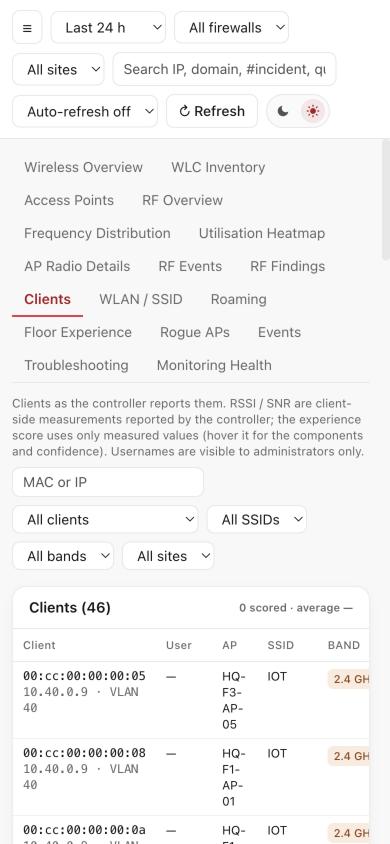 Last 24 h All firewalls
All sites Search IP, domain, #incident,
Auto-refresh off Refresh
Wireless Overview WLC Inventory
Access Points RF Overview
Frequency Distribution Utilisation Heatmap
AP Radio Details RF Events RF Findings
Clients WLAN / SSID Roaming
Floor Experience Rogue APs Events
Troubleshooting Monitoring Health
Clients as the controller reports them. RSSI / SNR are client-
side measurements reported by the controller; the experience
score uses only measured values (hover it for the components
and confidence). Usernames are visible to administrators only.
MAC or IP
All clients All SSIDs
All bands All sites
Clients (46) 0 scored · average —
Client User AP SSID BAND
00:cc:00:00:00:05 — HQ- IOT 2.4 GH
10.40.0.9 · VLAN F3-
40 AP-
05
00:cc:00:00:00:08 — HQ- IOT 2.4 GH
10.40.0.9 · VLAN F1-
40 AP-
01
00:cc:00:00:00:0a — HQ- IOT 2.4 GH